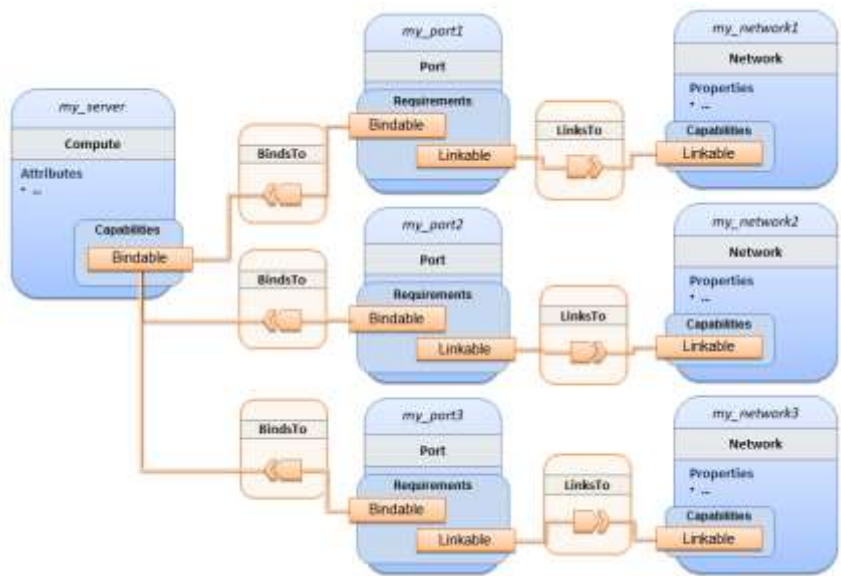 my_server
Compute
Attributes
• ...
Capabilities
Bindable
BindsTo
BindsTo
BindsTo
my_port1
Port
Requirements
Bindable
Linkable
my_port2
Port
Requirements
Bindable
Linkable
my_port3
Port
Requirements
Bindable
Linkable
LinksTo
LinksTo
LinksTo
my_network1
Network
Properties
• ...
Capabilities
Linkable
my_network2
Network
Properties
• ...
Capabilities
Linkable
my_network3
Network
Properties
• ...
Capabilities
Linkable